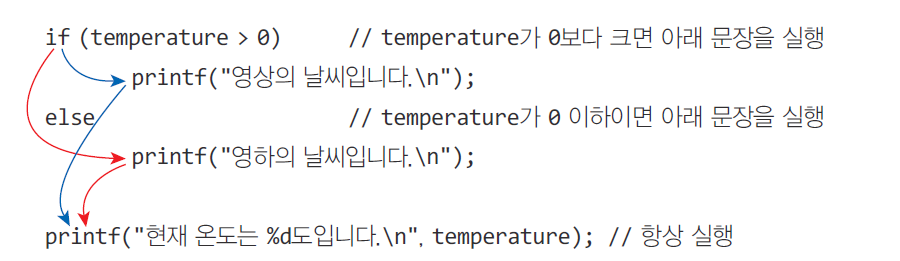 if (temperature > 0) // temperature가 0보다 크면 아래 문장을 실행
printf("영상의 날씨입니다.\n");
else // temperature가 0 이하이면 아래 문장을 실행
printf("영하의 날씨입니다.\n");
printf("현재 온도는 %d도입니다.\n", temperature); // 항상 실행